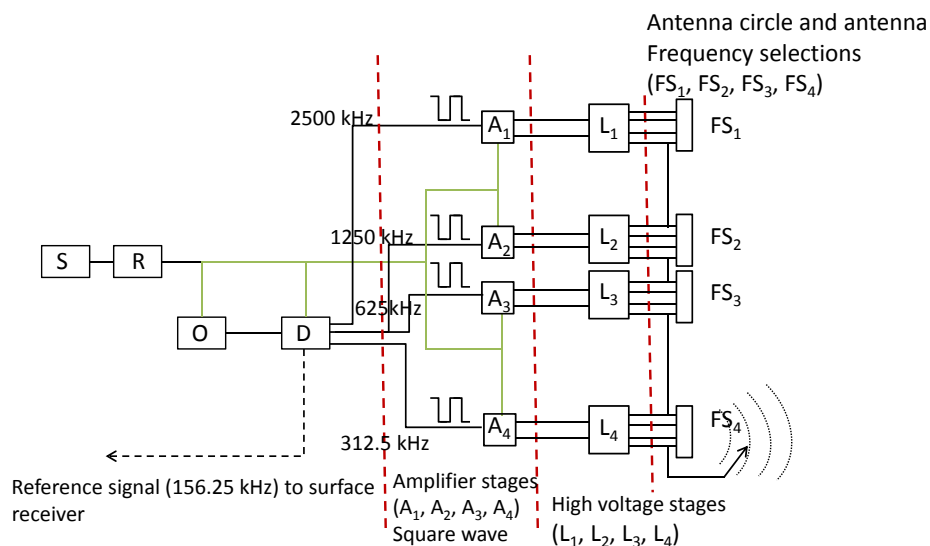 Antenna circle and antenna
Frequency selections
(FS₁, FS₂, FS₃, FS₄)
2500 kHz
A₁
L₁
FS₁
1250 kHz
A₂
L₂
FS₂
S
R
625kHz
A₃
L₃
FS₃
O
D
312.5 kHz
A₄
L₄
FS₄
Reference signal (156.25 kHz) to surface
receiver
Amplifier stages
(A₁, A₂, A₃, A₄)
Square wave
High voltage stages
(L₁, L₂, L₃, L₄)